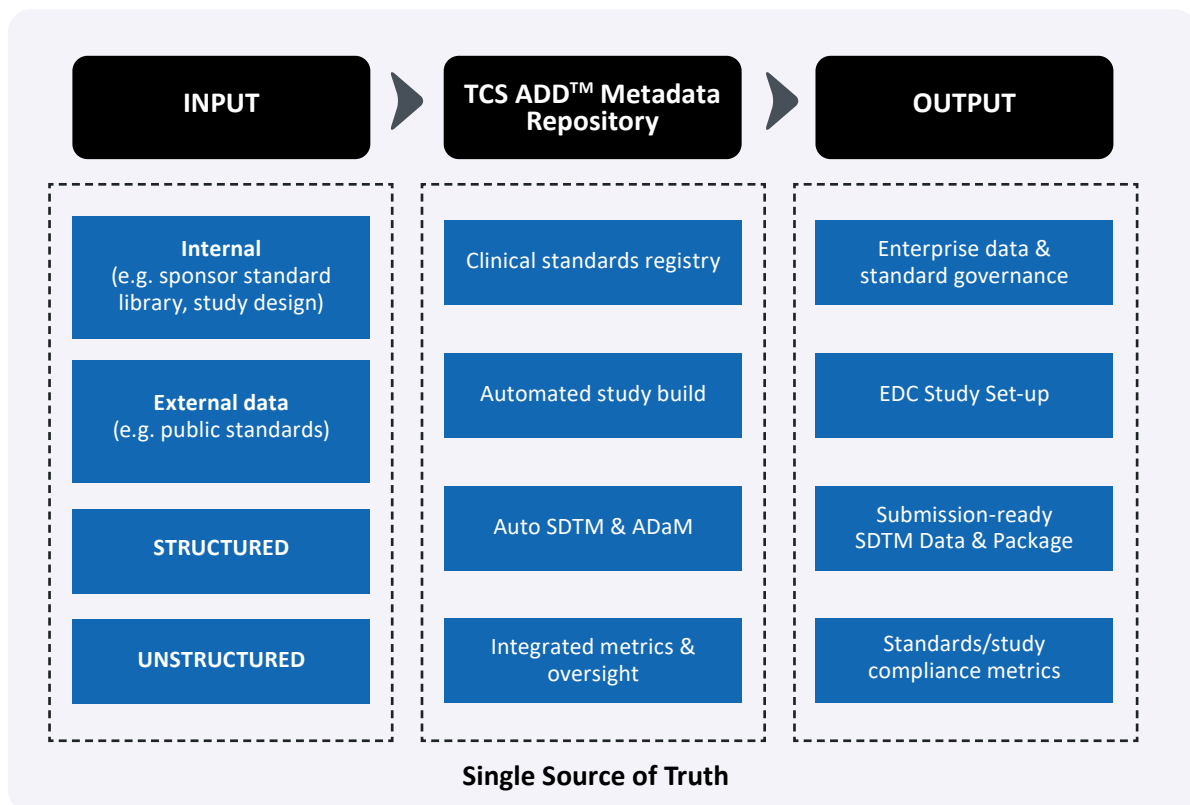 INPUT
TCS ADD™ Metadata
Repository
OUTPUT
Internal
(e.g. sponsor standard
library, study design)
External data
(e.g. public standards)
STRUCTURED
UNSTRUCTURED
Clinical standards registry
Automated study build
Auto SDTM & ADaM
Integrated metrics &
oversight
Enterprise data &
standard governance
EDC Study Set-up
Submission-ready
SDTM Data & Package
Standards/study
compliance metrics
Single Source of Truth